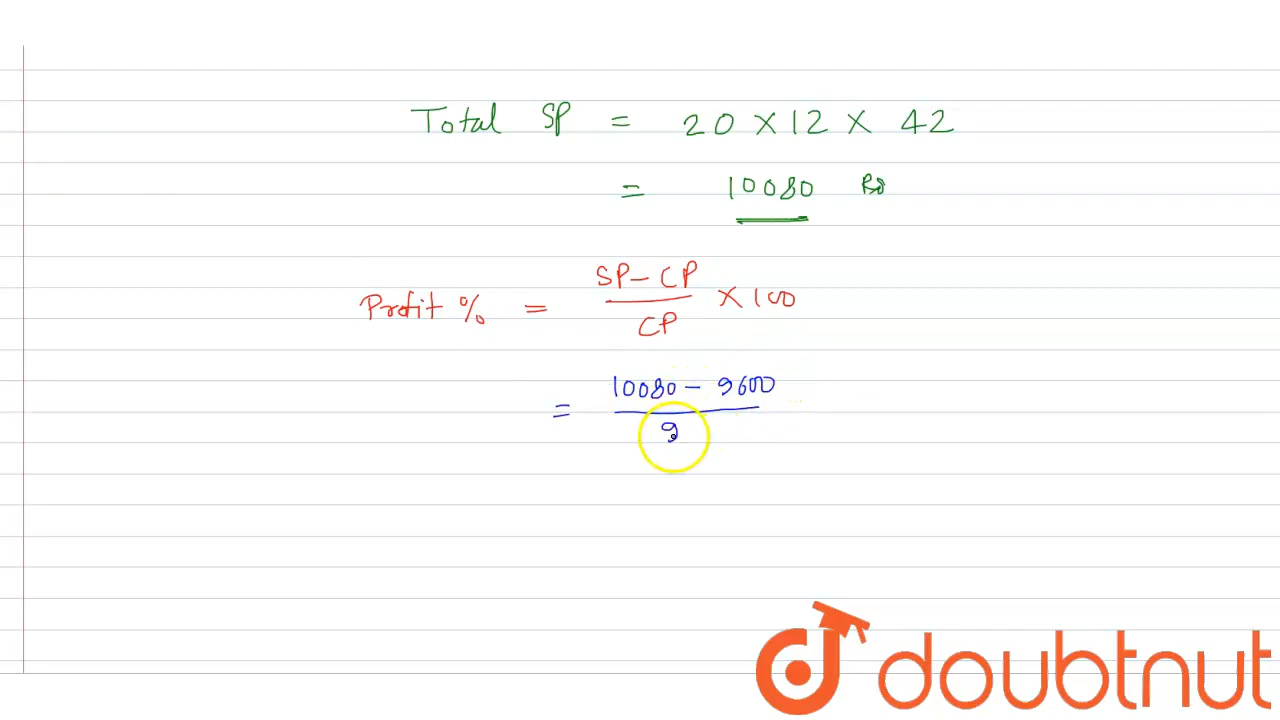 Total SP = 20 X 12 X 42
= 10080 Rs
Profit % = SP - CP / CP X 100
= 10080 - 9600 / 9
doubtnut